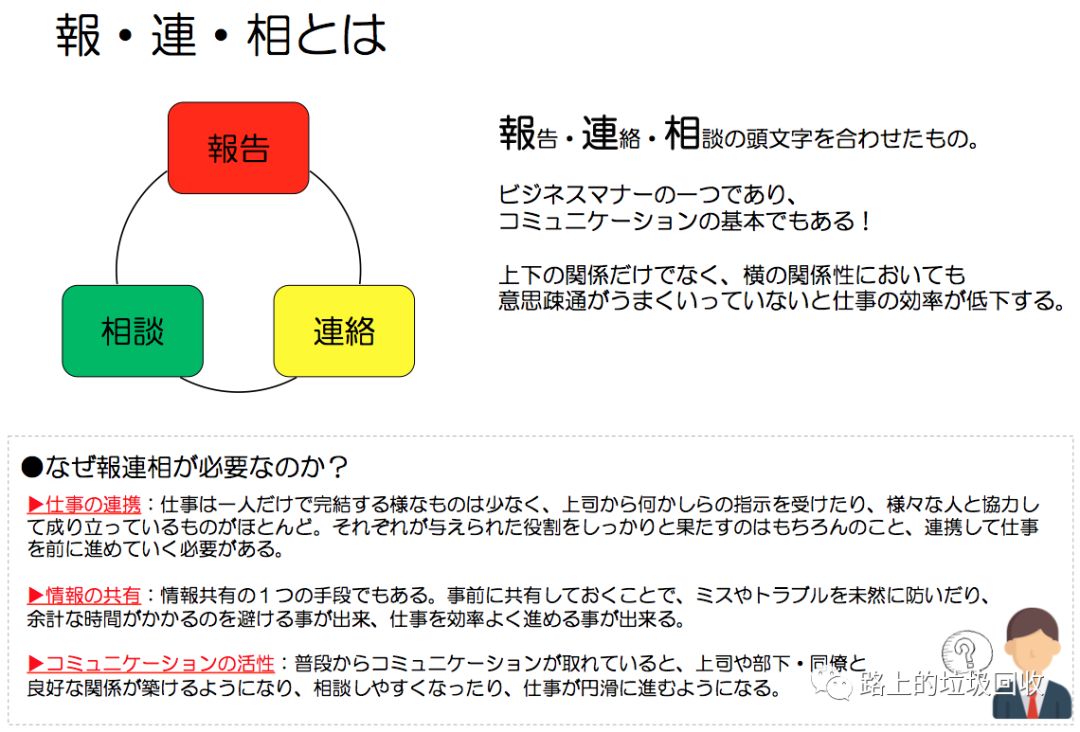 報・連・相とは
報告
相談
連絡
報告・連絡・相談の頭文字を合わせたもの。
ビジネスマナーの一つであり、
コミュニケーションの基本でもある！
上下の関係だけでなく、横の関係性においても
意思疎通がうまくいっていないと仕事の効率が低下する。
●なぜ報連相が必要なのか？
▶仕事の連携：仕事は一人だけで完結する様なものは少なく、上司から何かしらの指示を受けたり、様々な人と協力し
て成り立っているものがほとんど。それぞれが与えられた役割をしっかりと果たすのはもちろんのこと、連携して仕事
を前に進めていく必要がある。
▶情報の共有：情報共有の１つの手段でもある。事前に共有しておくことで、ミスやトラブルを未然に防いだり、
余計な時間がかかるのを避ける事が出来、仕事を効率よく進める事が出来る。
▶コミュニケーションの活性：普段からコミュニケーションが取れていると、上司や部下・同僚と
良好な関係が築けるようになり、相談しやすくなったり、仕事が円滑に進むようになる。
?
路上的垃圾回收